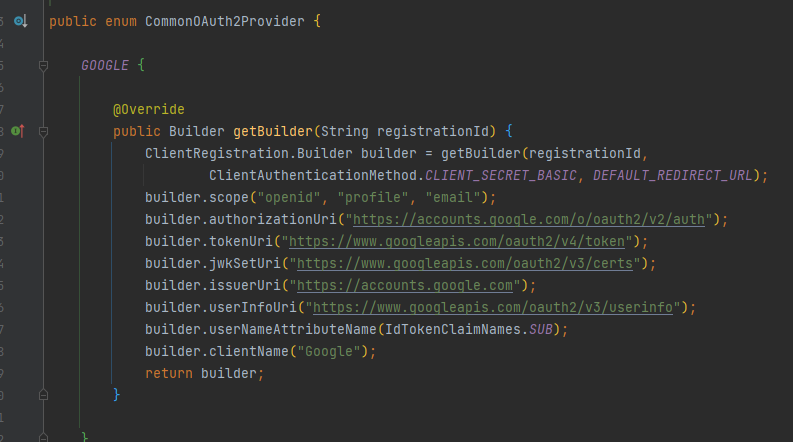 public enum CommonOAuth2Provider {
GOOGLE {
@Override
public Builder getBuilder(String registrationId) {
ClientRegistration.Builder builder = getBuilder(registrationId,
ClientAuthenticationMethod.CLIENT_SECRET_BASIC, DEFAULT_REDIRECT_URL);
builder.scope("openid", "profile", "email");
builder.authorizationUri("https://accounts.google.com/o/oauth2/v2/auth");
builder.tokenUri("https://www.googleapis.com/oauth2/v4/token");
builder.jwkSetUri("https://www.googleapis.com/oauth2/v3/certs");
builder.issuerUri("https://accounts.google.com");
builder.userInfoUri("https://www.googleapis.com/oauth2/v3/userinfo");
builder.userNameAttributeName(IdTokenClaimNames.SUB);
builder.clientName("Google");
return builder;
}
}